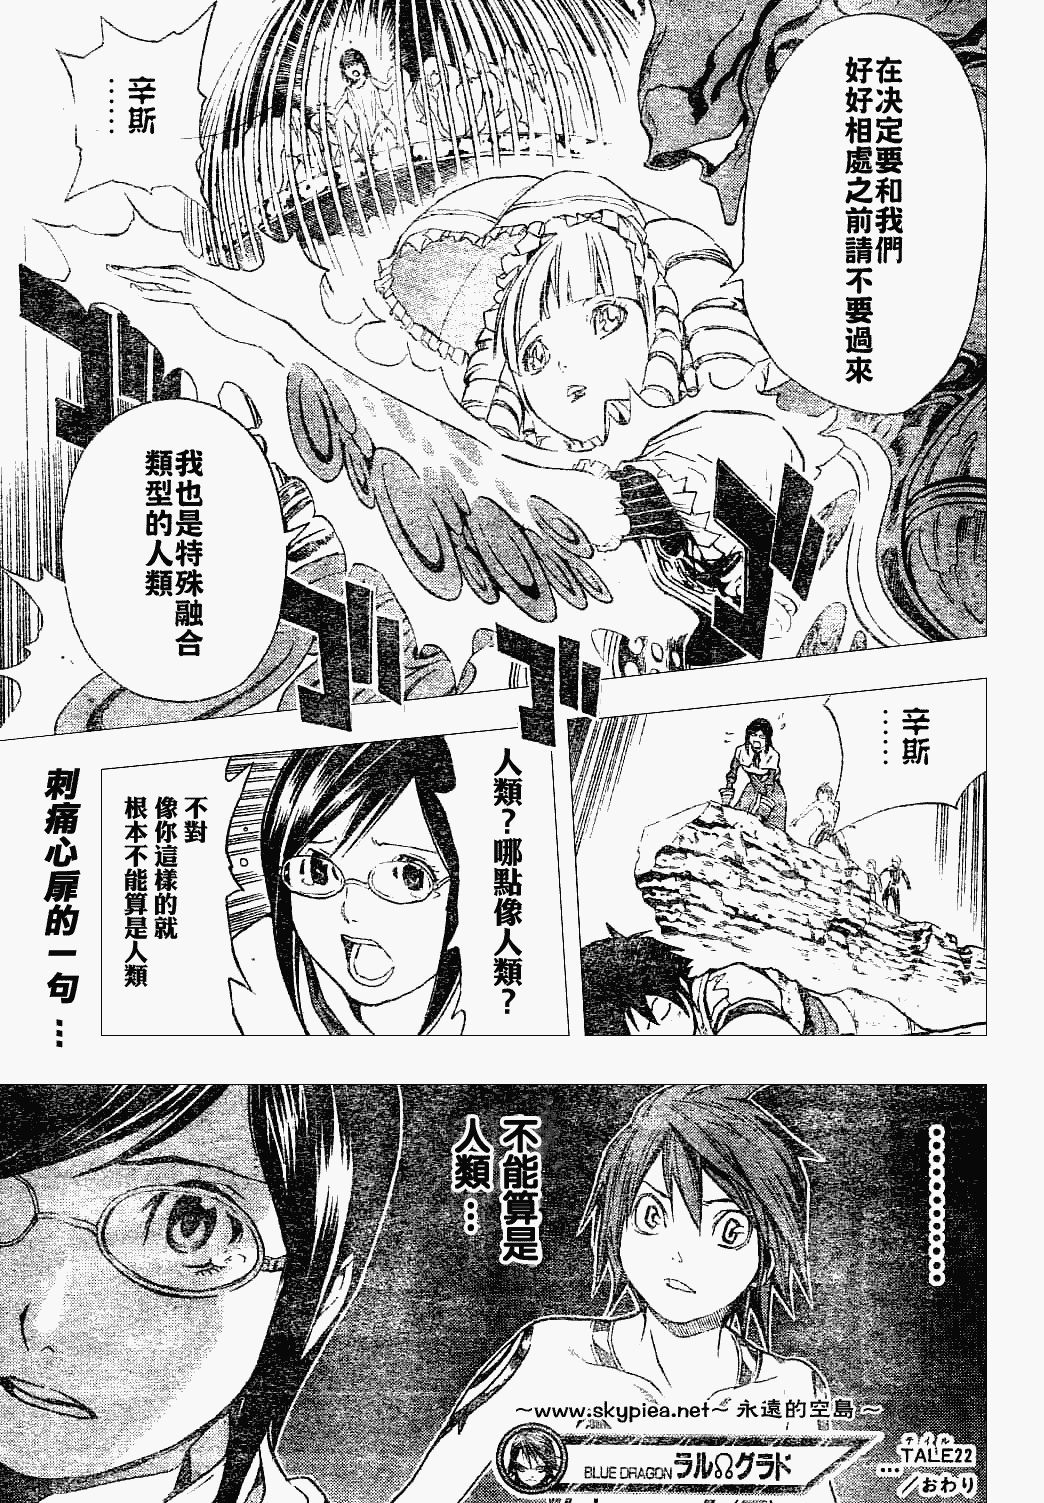 在決定要和我們
好好相處之前請不要過來
辛斯
……
我也是特殊融合
類型的人類
辛斯
……
人類？哪點像人類？
不對
像你這樣的就
根本不能算是人類
刺痛心扉的一句…
…………
不能算是
人類…
～www.skypiea.net～永遠的空島～
BLUE DRAGON ラルΩグラド
テイル
TALE22
…／おわり